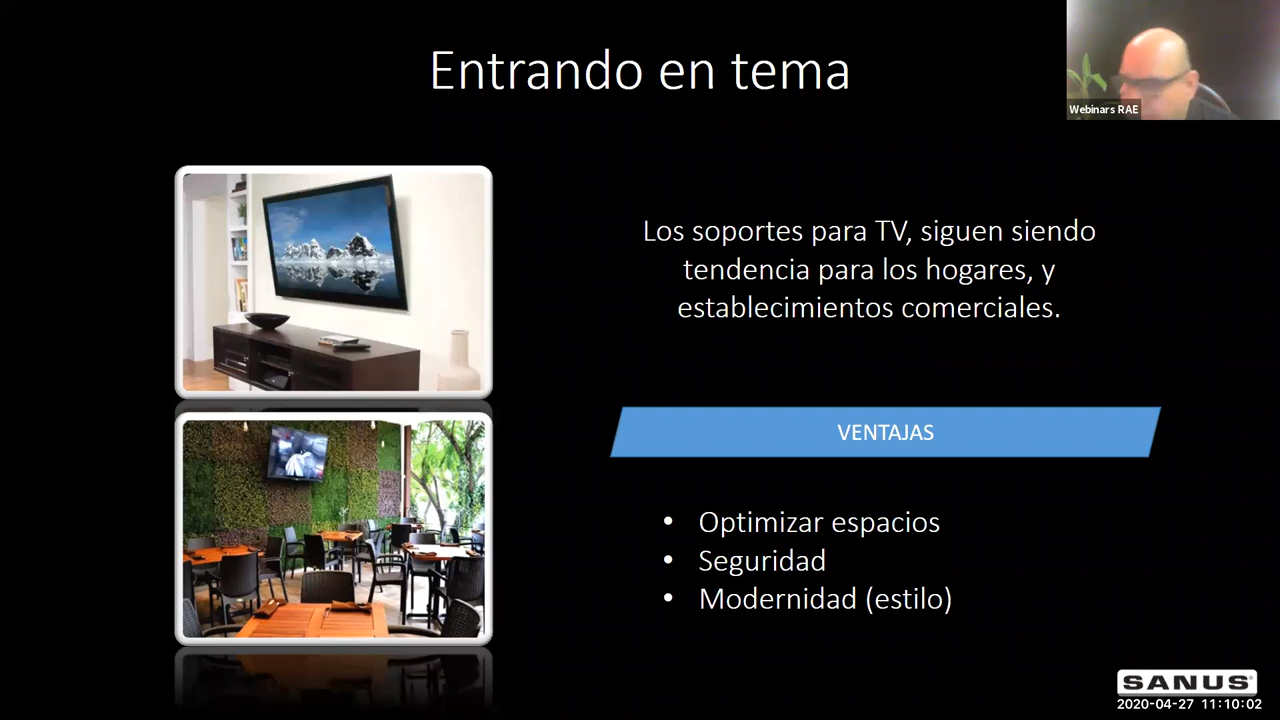 Entrando en tema
Webinars RAE
Los soportes para TV, siguen siendo
tendencia para los hogares, y
establecimientos comerciales.
VENTAJAS
• Optimizar espacios
• Seguridad
• Modernidad (estilo)
SANUS
2020-04-27 11:10:02